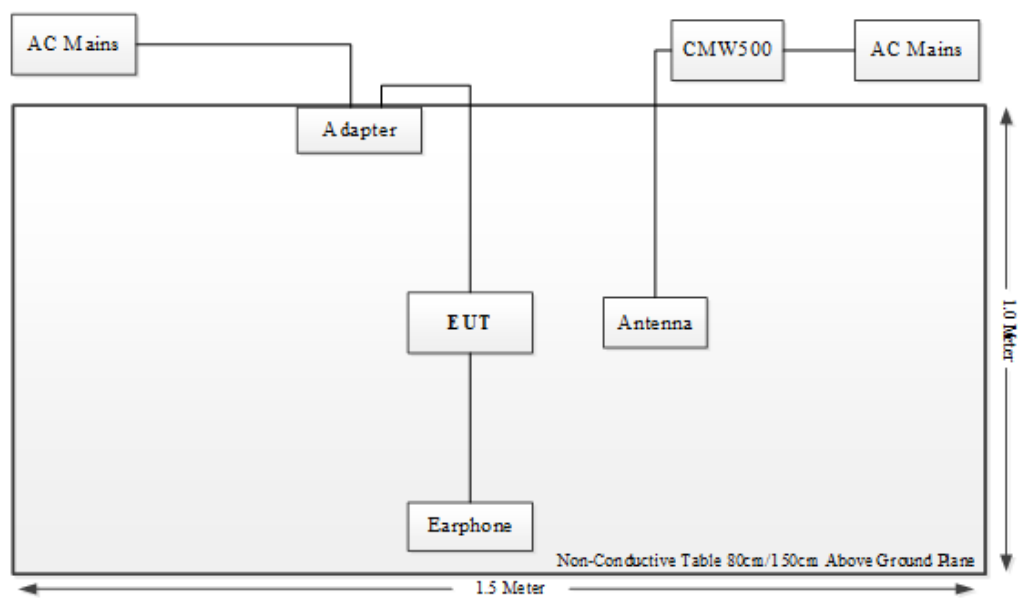 AC Mains
CMW500
AC Mains
Adapter
EUT
Antenna
1.0 Meter
Earphone
Non-Conductive Table 80cm/150cm Above Ground Plane
1.5 Meter